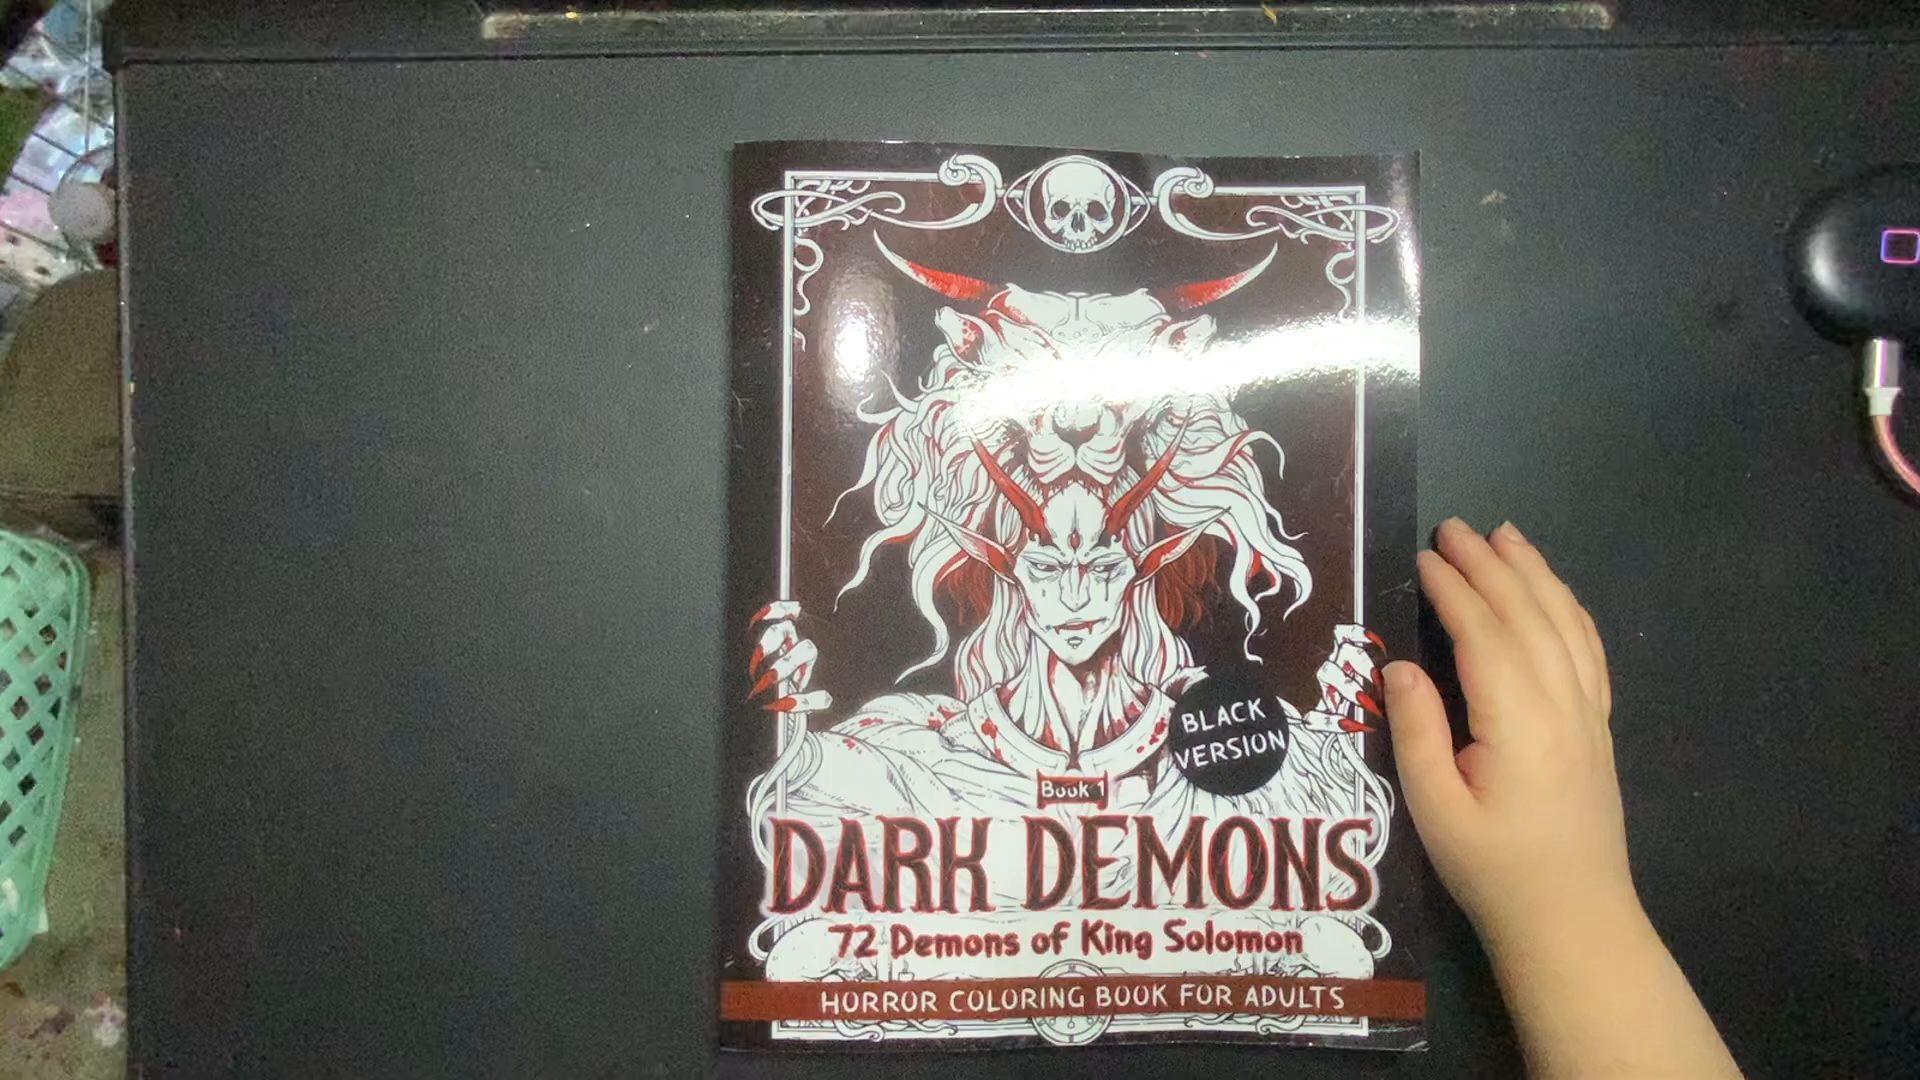 BLACK
VERSION
Book 1
DARK DEMONS
72 Demons of King Solomon
HORROR COLORING BOOK FOR ADULTS